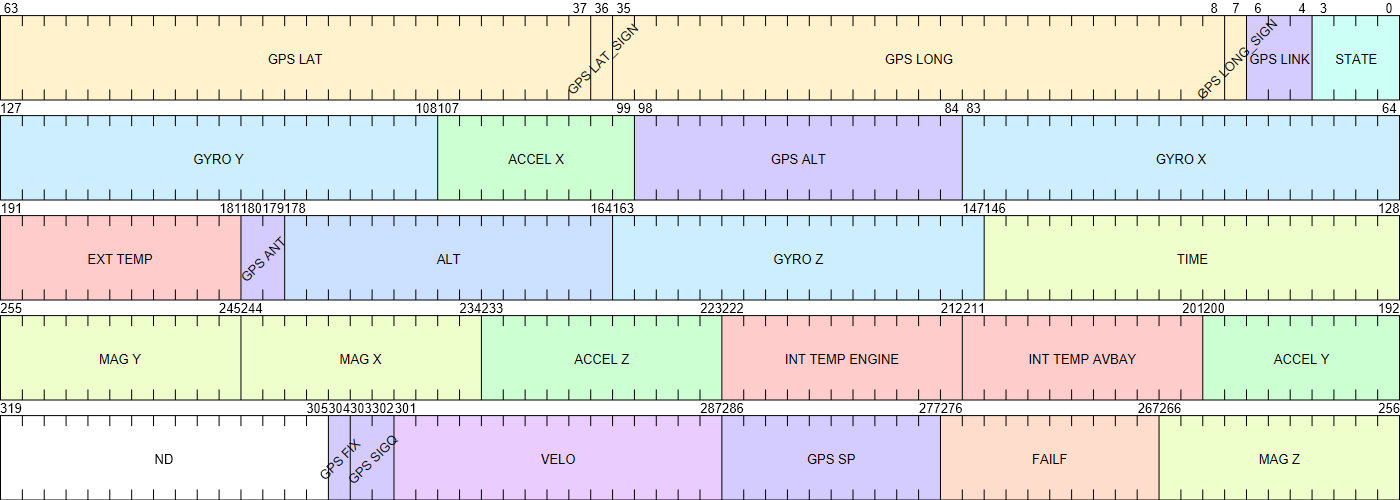 63 37 36 35 8 7 6 4 3 0
GPS LAT GPS LAT_SIGN GPS LONG GPS LONG_SIGN GPS LINK STATE
127 108 107 99 98 84 83 64
GYRO Y ACCEL X GPS ALT GYRO X
191 181 180 179 178 164 163 147 146 128
EXT TEMP GPS ANT ALT GYRO Z TIME
255 245 244 234 233 223 222 212 211 201 200 192
MAG Y MAG X ACCEL Z INT TEMP ENGINE INT TEMP AVBAY ACCEL Y
319 305 304 303 302 301 287 286 277 276 267 266 256
ND GPS FIX GPS SIGQ VELO GPS SP FAILF MAG Z